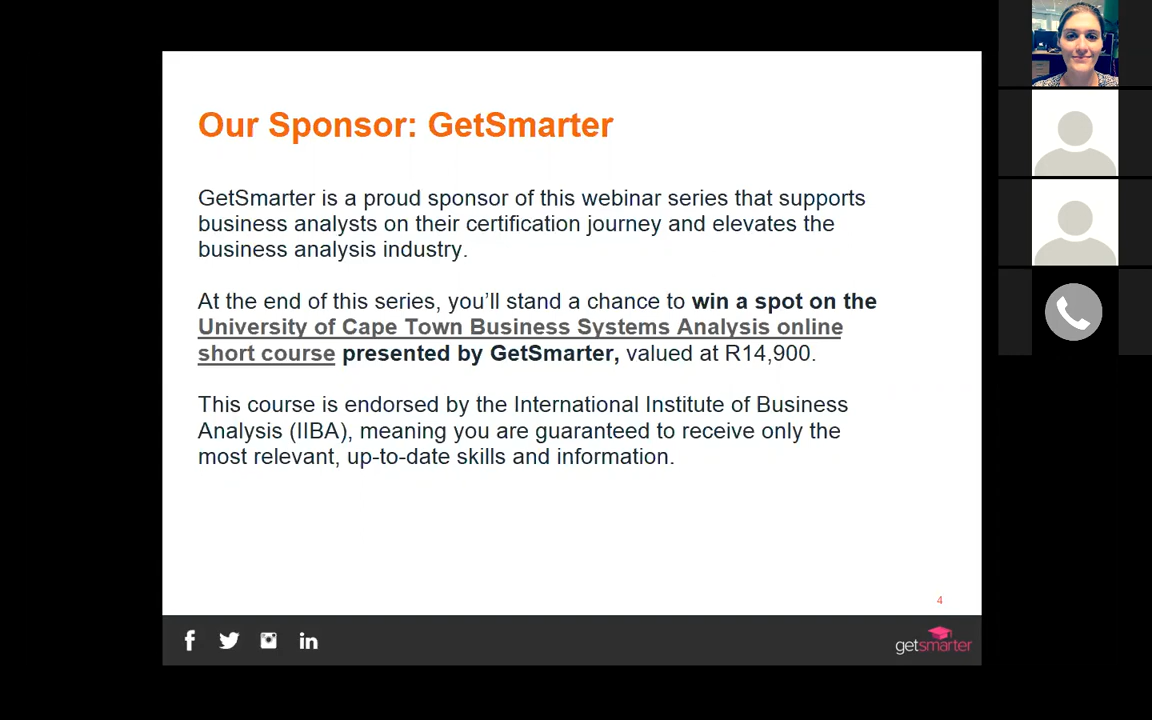 Our Sponsor: GetSmarter
GetSmarter is a proud sponsor of this webinar series that supports
business analysts on their certification journey and elevates the
business analysis industry.
At the end of this series, you’ll stand a chance to win a spot on the
University of Cape Town Business Systems Analysis online
short course presented by GetSmarter, valued at R14,900.
This course is endorsed by the International Institute of Business
Analysis (IIBA), meaning you are guaranteed to receive only the
most relevant, up-to-date skills and information.
4
f
in
getsmarter